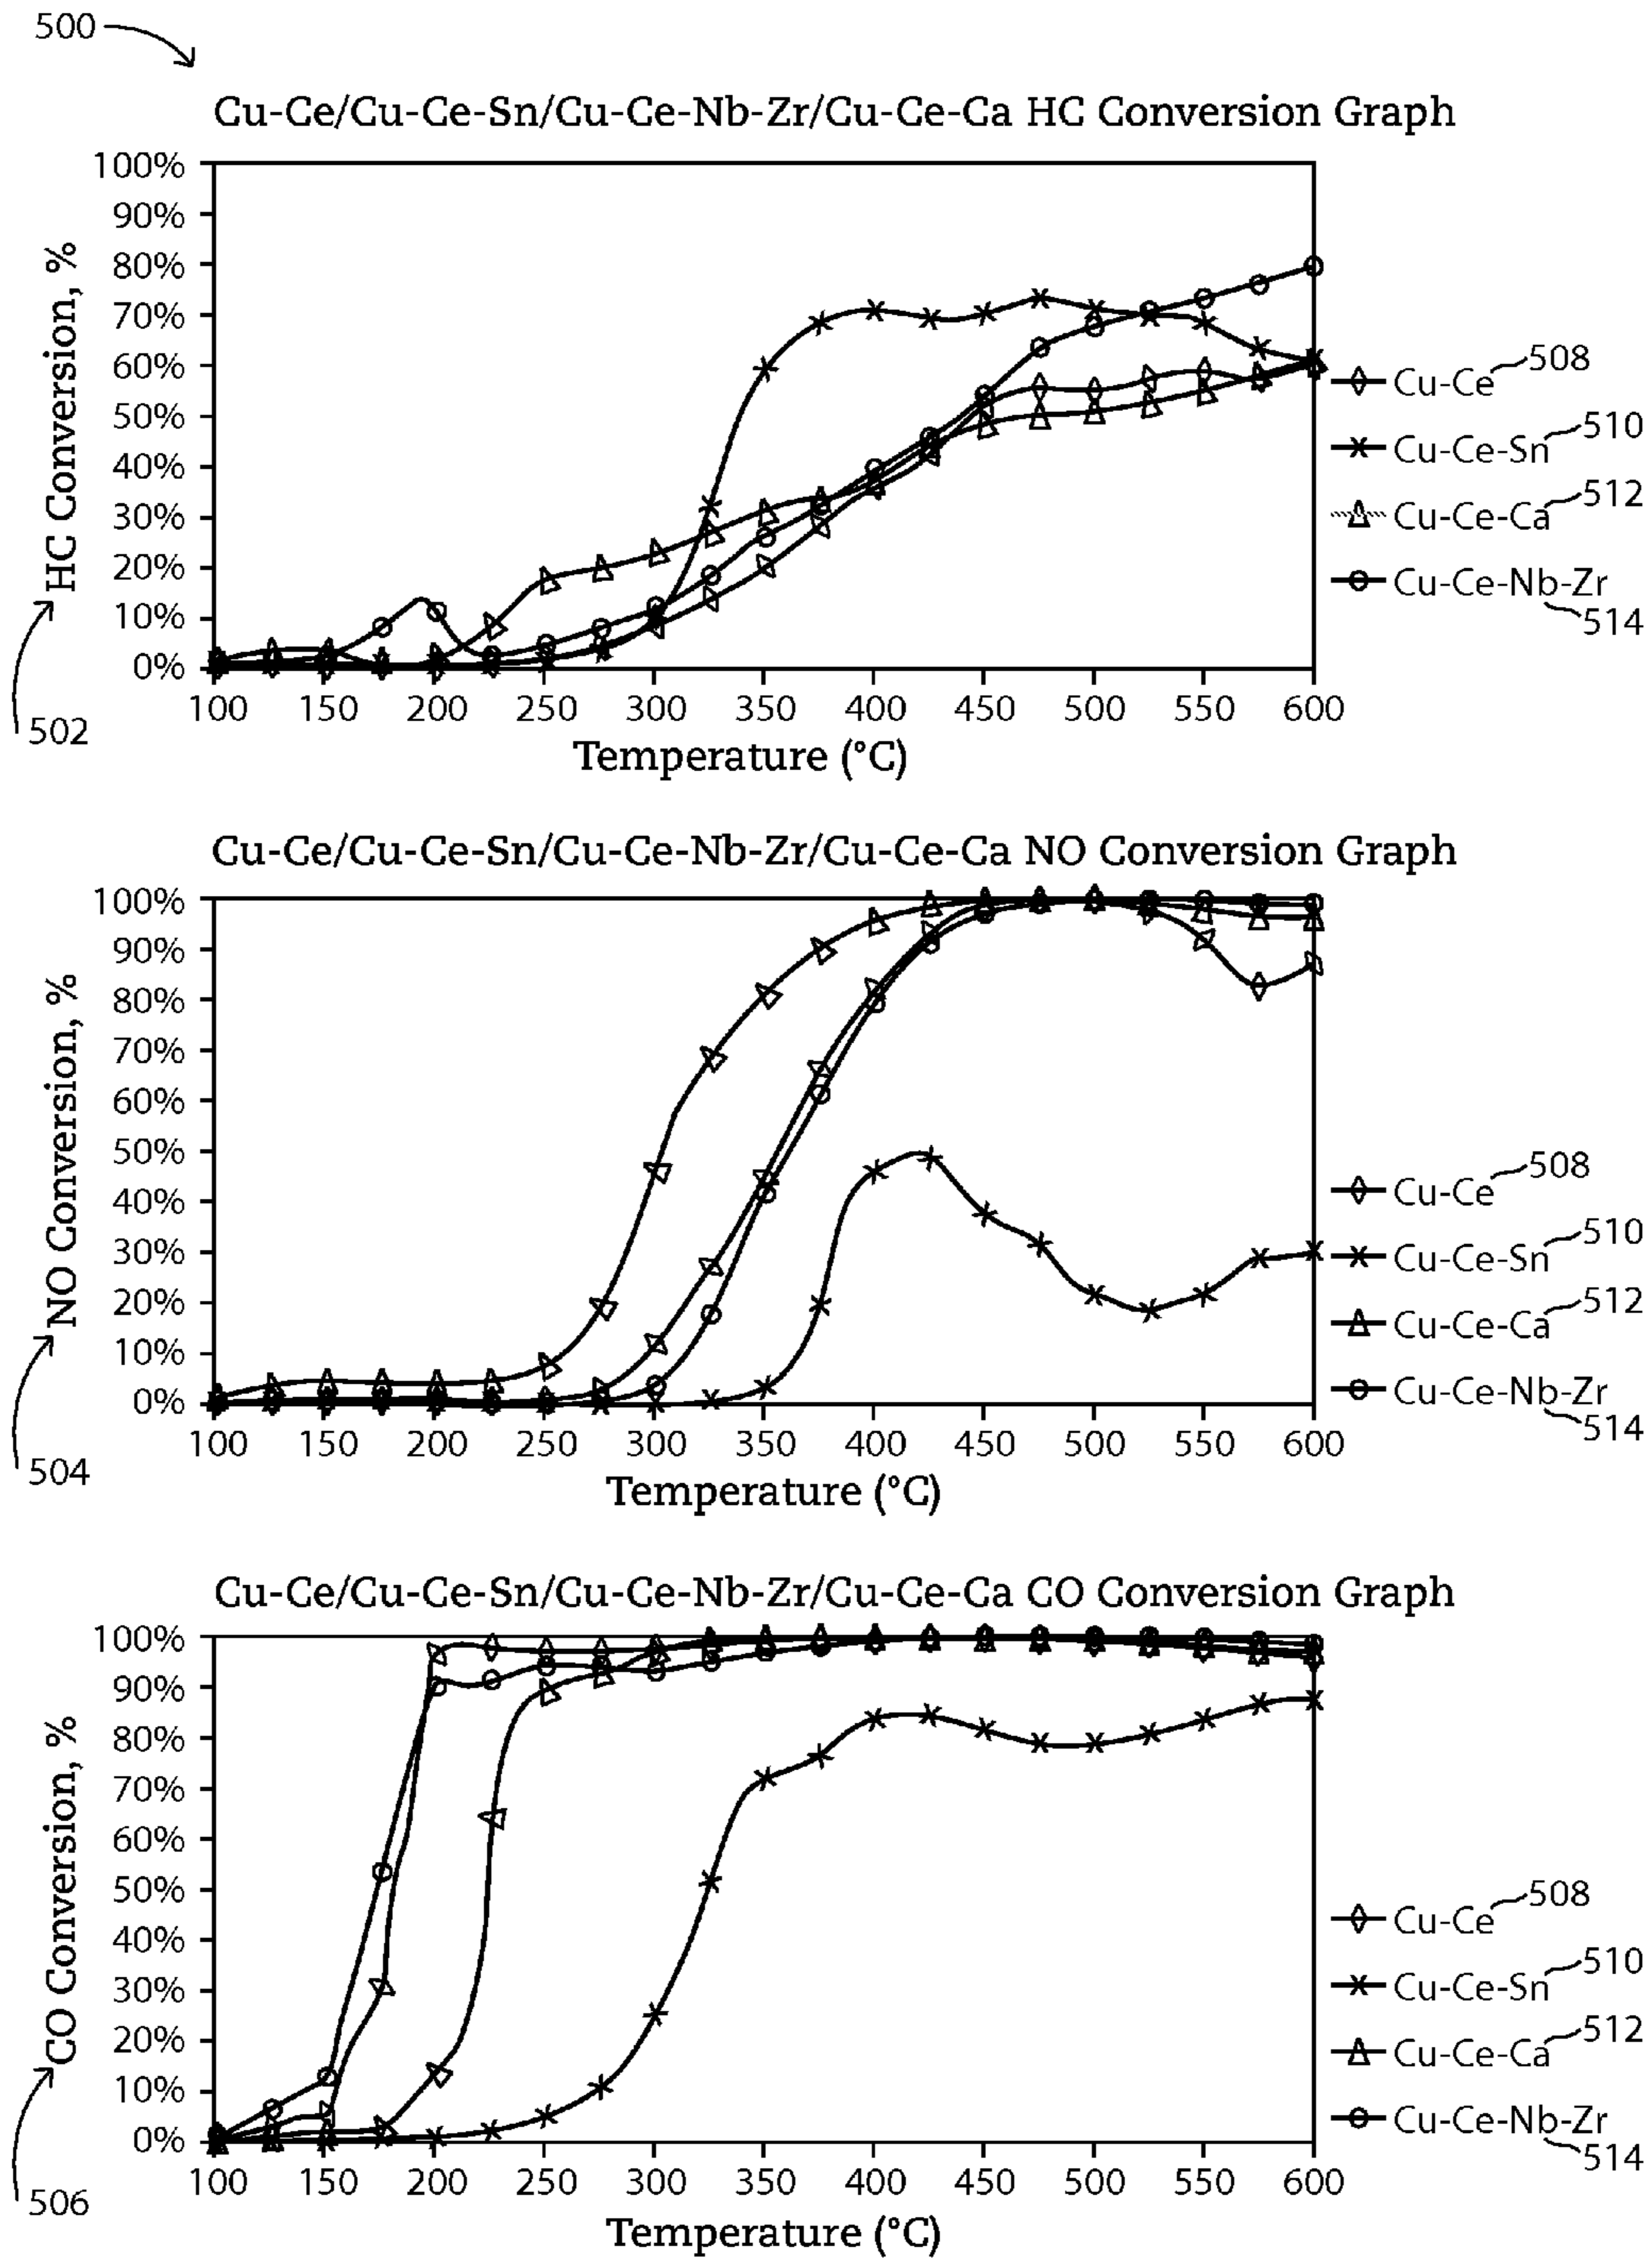 500
Cu-Ce/Cu-Ce-Sn/Cu-Ce-Nb-Zr/Cu-Ce-Ca HC Conversion Graph
HC Conversion, %
100%
90%
80%
70%
60%
50%
40%
30%
20%
10%
0%
100 150 200 250 300 350 400 450 500 550 600
Temperature (°C)
502
Cu-Ce 508
Cu-Ce-Sn 510
Cu-Ce-Ca 512
Cu-Ce-Nb-Zr
514
Cu-Ce/Cu-Ce-Sn/Cu-Ce-Nb-Zr/Cu-Ce-Ca NO Conversion Graph
NO Conversion, %
100%
90%
80%
70%
60%
50%
40%
30%
20%
10%
0%
100 150 200 250 300 350 400 450 500 550 600
Temperature (°C)
504
Cu-Ce 508
Cu-Ce-Sn 510
Cu-Ce-Ca 512
Cu-Ce-Nb-Zr
514
Cu-Ce/Cu-Ce-Sn/Cu-Ce-Nb-Zr/Cu-Ce-Ca CO Conversion Graph
CO Conversion, %
100%
90%
80%
70%
60%
50%
40%
30%
20%
10%
0%
100 150 200 250 300 350 400 450 500 550 600
Temperature (°C)
506
Cu-Ce 508
Cu-Ce-Sn 510
Cu-Ce-Ca 512
Cu-Ce-Nb-Zr
514